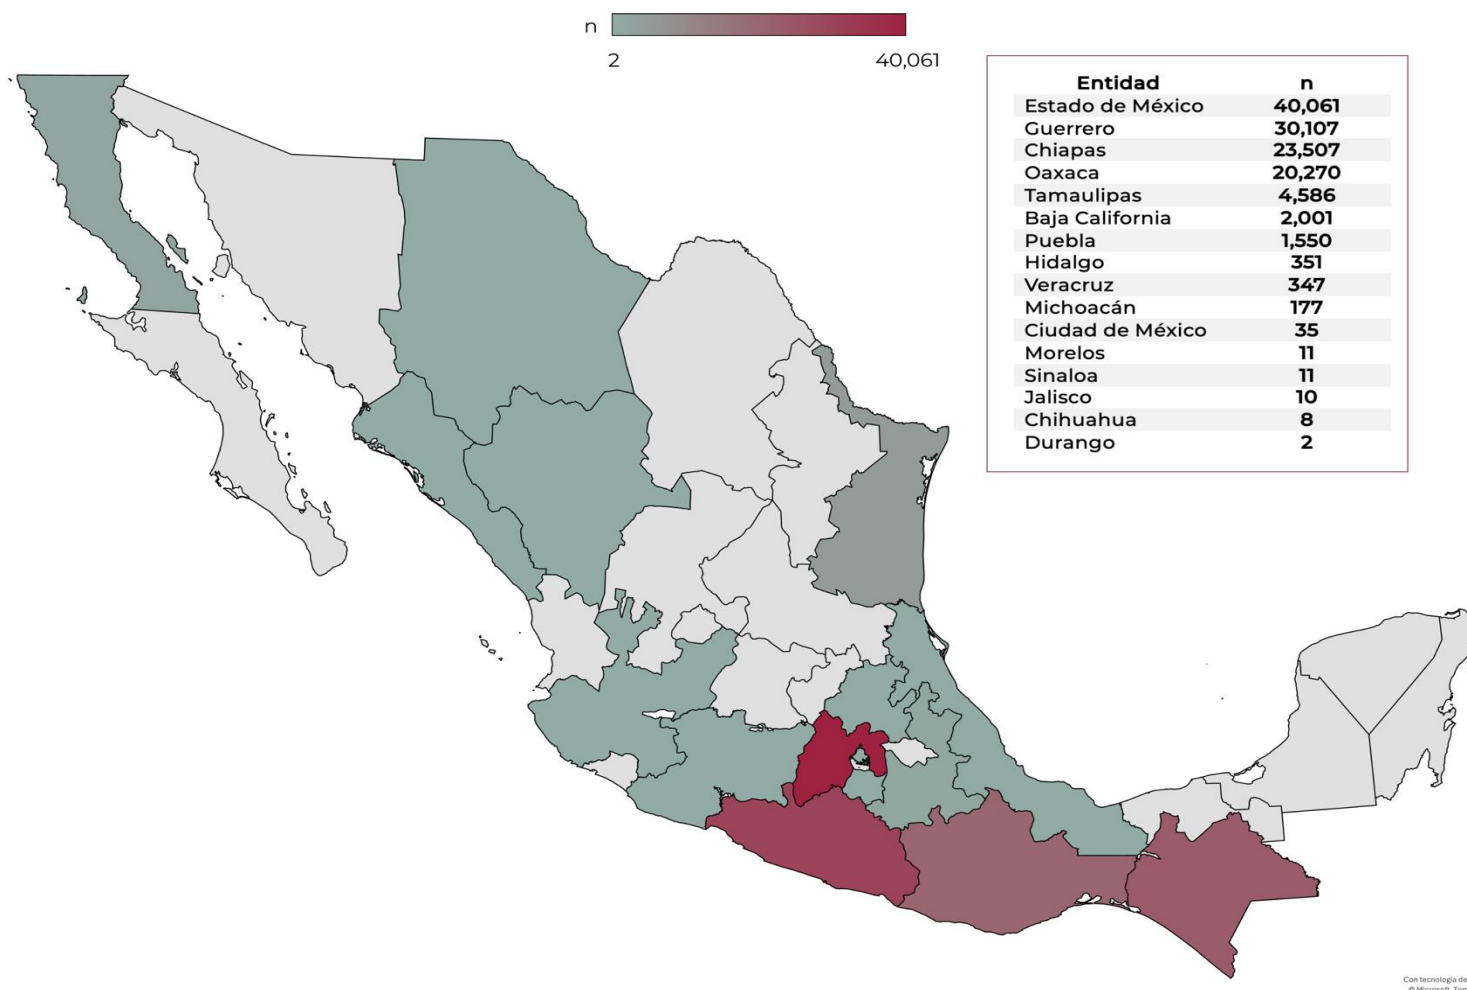 n
2 40,061
Entidad n
Estado de México 40,061
Guerrero 30,107
Chiapas 23,507
Oaxaca 20,270
Tamaulipas 4,586
Baja California 2,001
Puebla 1,550
Hidalgo 351
Veracruz 347
Michoacán 177
Ciudad de México 35
Morelos 11
Sinaloa 11
Jalisco 10
Chihuahua 8
Durango 2
Con tecnología de
© Microsoft, Tom